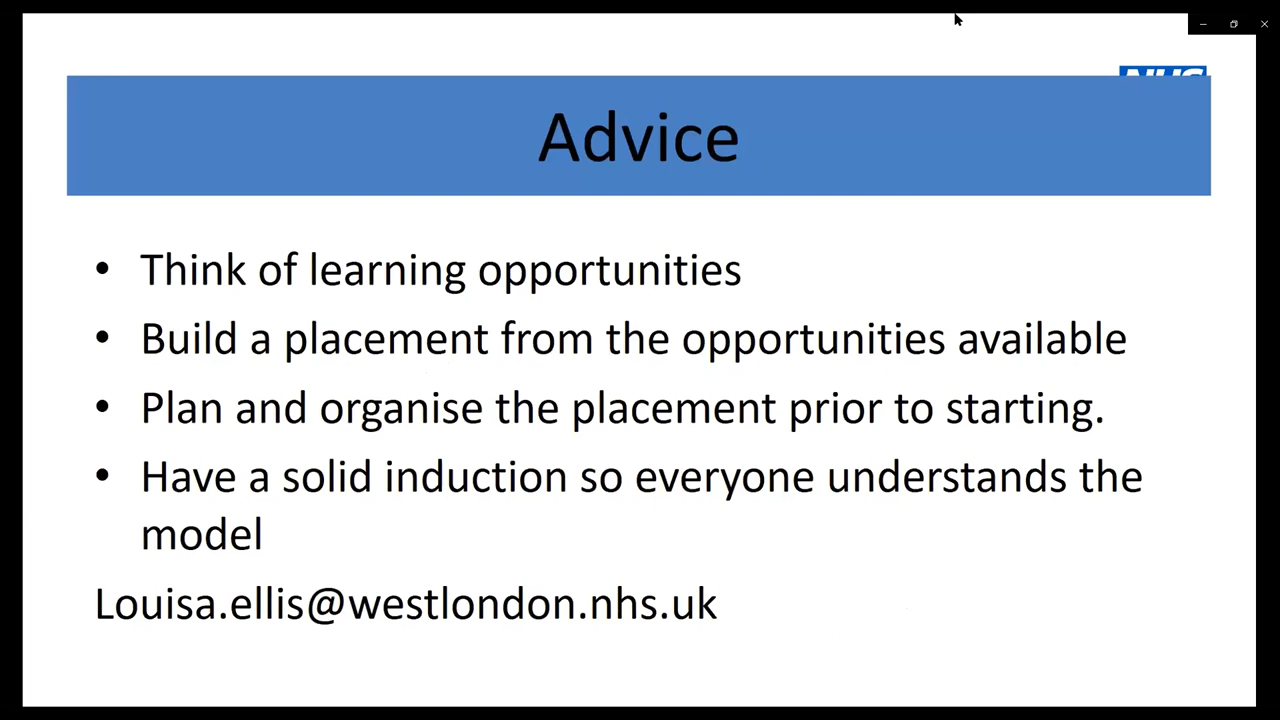 NHS
Advice
• Think of learning opportunities
• Build a placement from the opportunities available
• Plan and organise the placement prior to starting.
• Have a solid induction so everyone understands the
model
Louisa.ellis@westlondon.nhs.uk